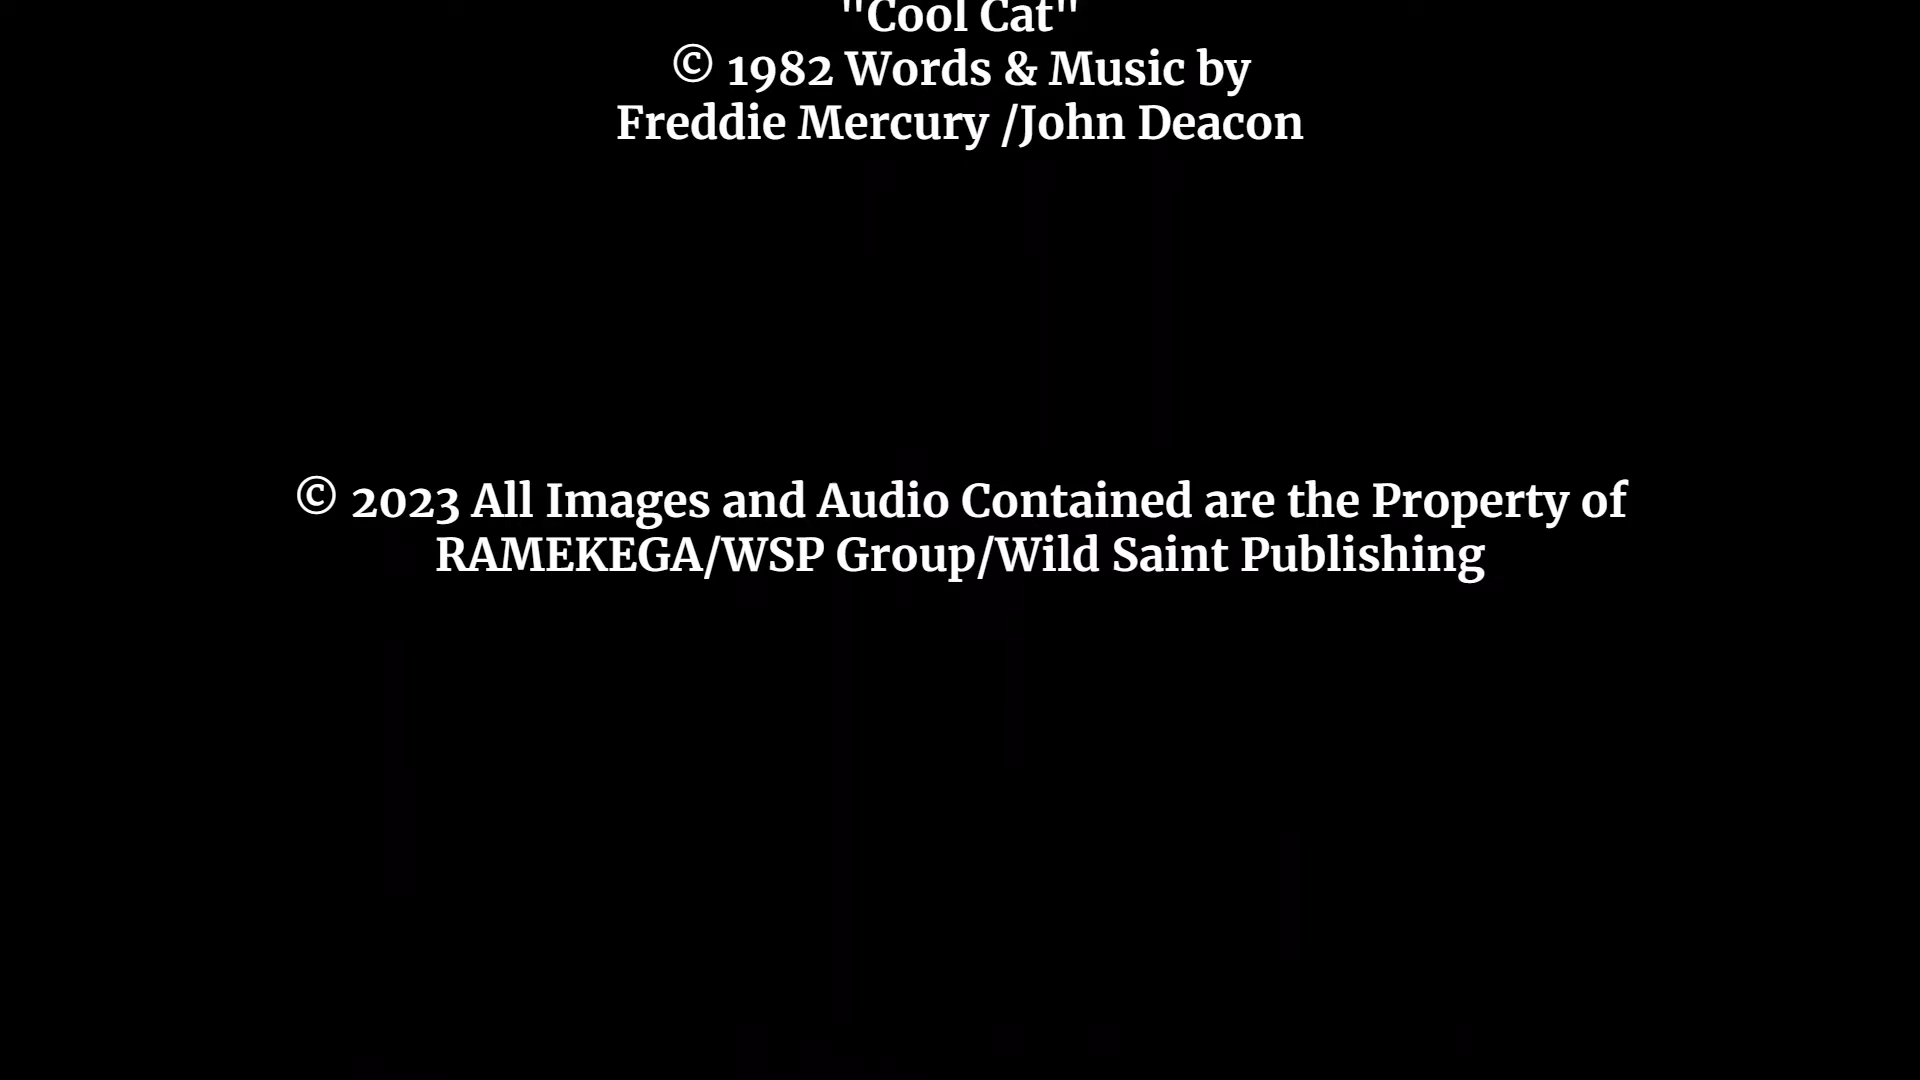 "Cool Cat"
© 1982 Words & Music by
Freddie Mercury /John Deacon
© 2023 All Images and Audio Contained are the Property of
RAMEKEGA/WSP Group/Wild Saint Publishing